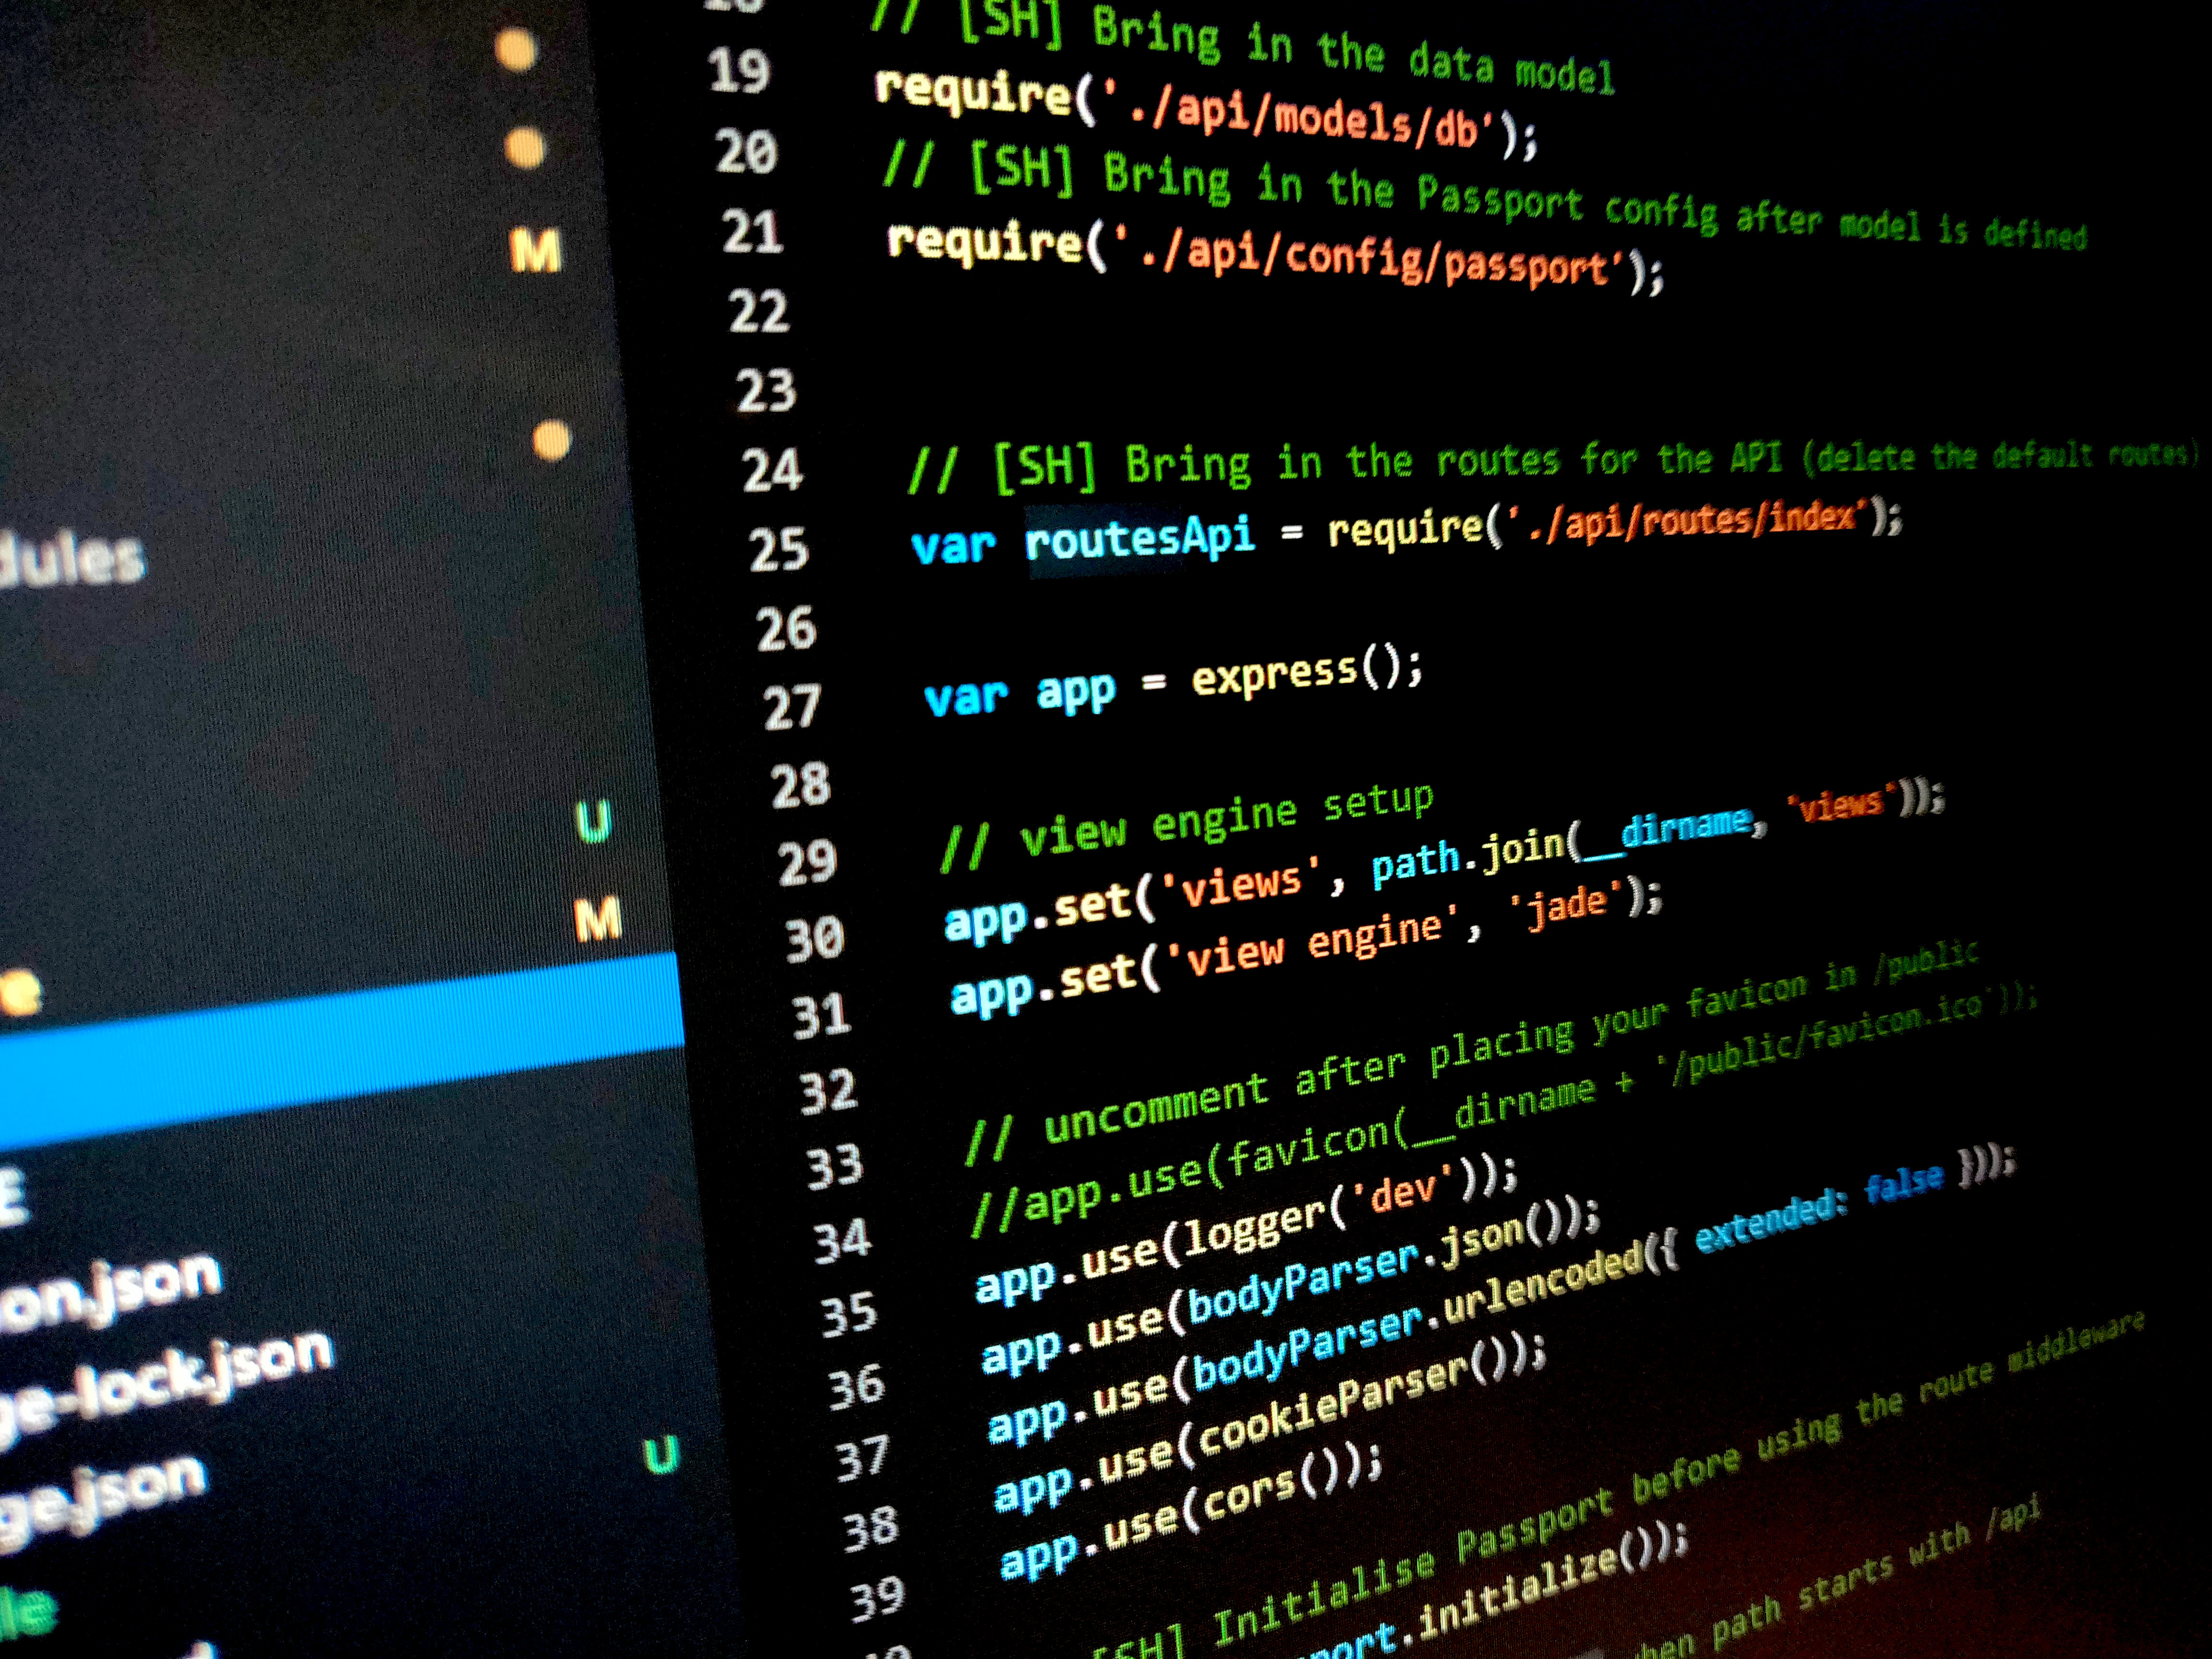 M
dules
U
M
e
E
on.json
ge-lock.json
ge.json
U
le
18 // [SH] Bring in the data model
19 require('./api/models/db');
20 // [SH] Bring in the Passport config after model is defined
21 require('./api/config/passport');
22
23
24 // [SH] Bring in the routes for the API (delete the default routes)
25 var routesApi = require('./api/routes/index');
26
27 var app = express();
28
29 // view engine setup
30 app.set('views', path.join(__dirname, 'views'));
31 app.set('view engine', 'jade');
32
33 // uncomment after placing your favicon in /public
34 //app.use(favicon(__dirname + '/public/favicon.ico'));
35 app.use(logger('dev'));
36 app.use(bodyParser.json());
37 app.use(bodyParser.urlencoded({ extended: false }));
38 app.use(cookieParser());
39 app.use(cors());
[SH] Initialise Passport before using the route middleware
port.initialize());
hen path starts with /api